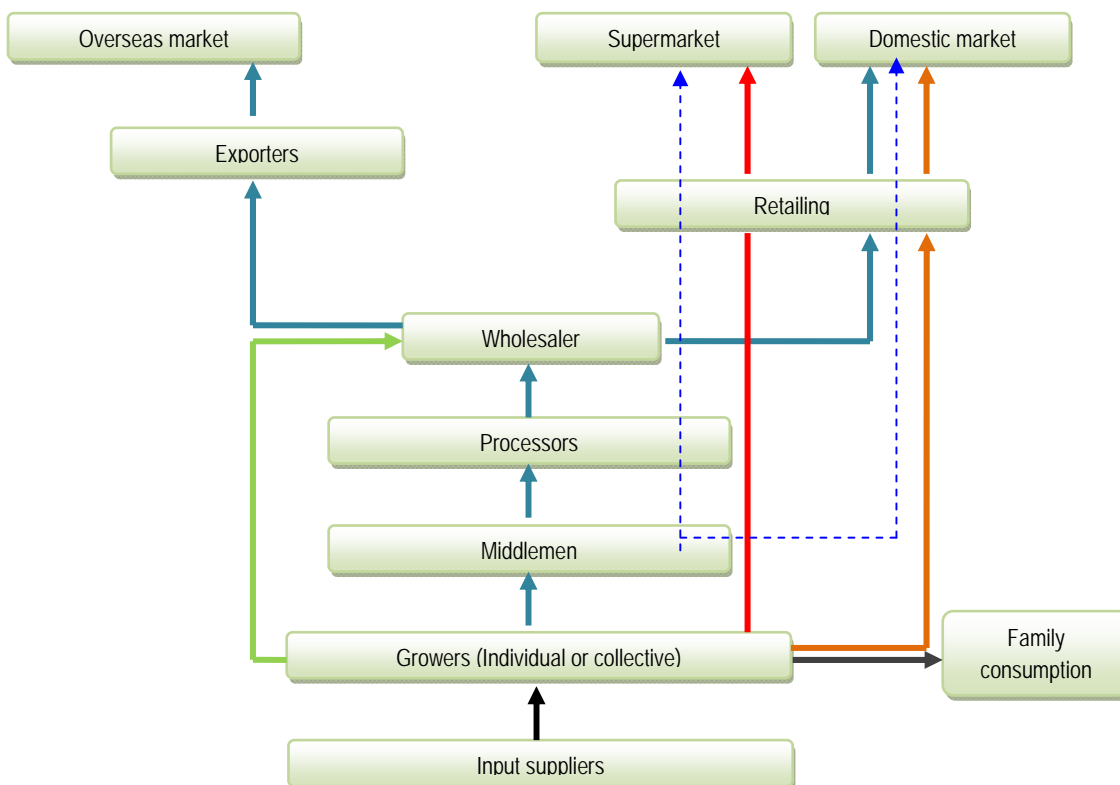 Overseas market
Supermarket
Domestic market
Exporters
Retailing
Wholesaler
Processors
Middlemen
Growers (Individual or collective)
Family
consumption
Input suppliers